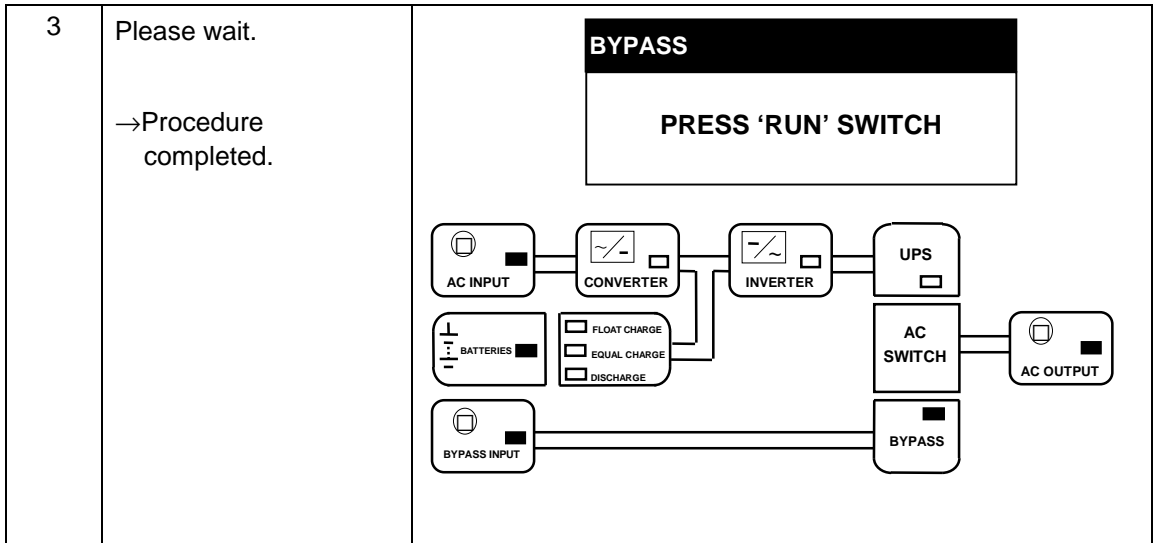 3
Please wait.
→Procedure
completed.
BYPASS
PRESS ‘RUN’ SWITCH
AC INPUT
CONVERTER
INVERTER
UPS
BATTERIES
FLOAT CHARGE
EQUAL CHARGE
DISCHARGE
AC
SWITCH
AC OUTPUT
BYPASS INPUT
BYPASS